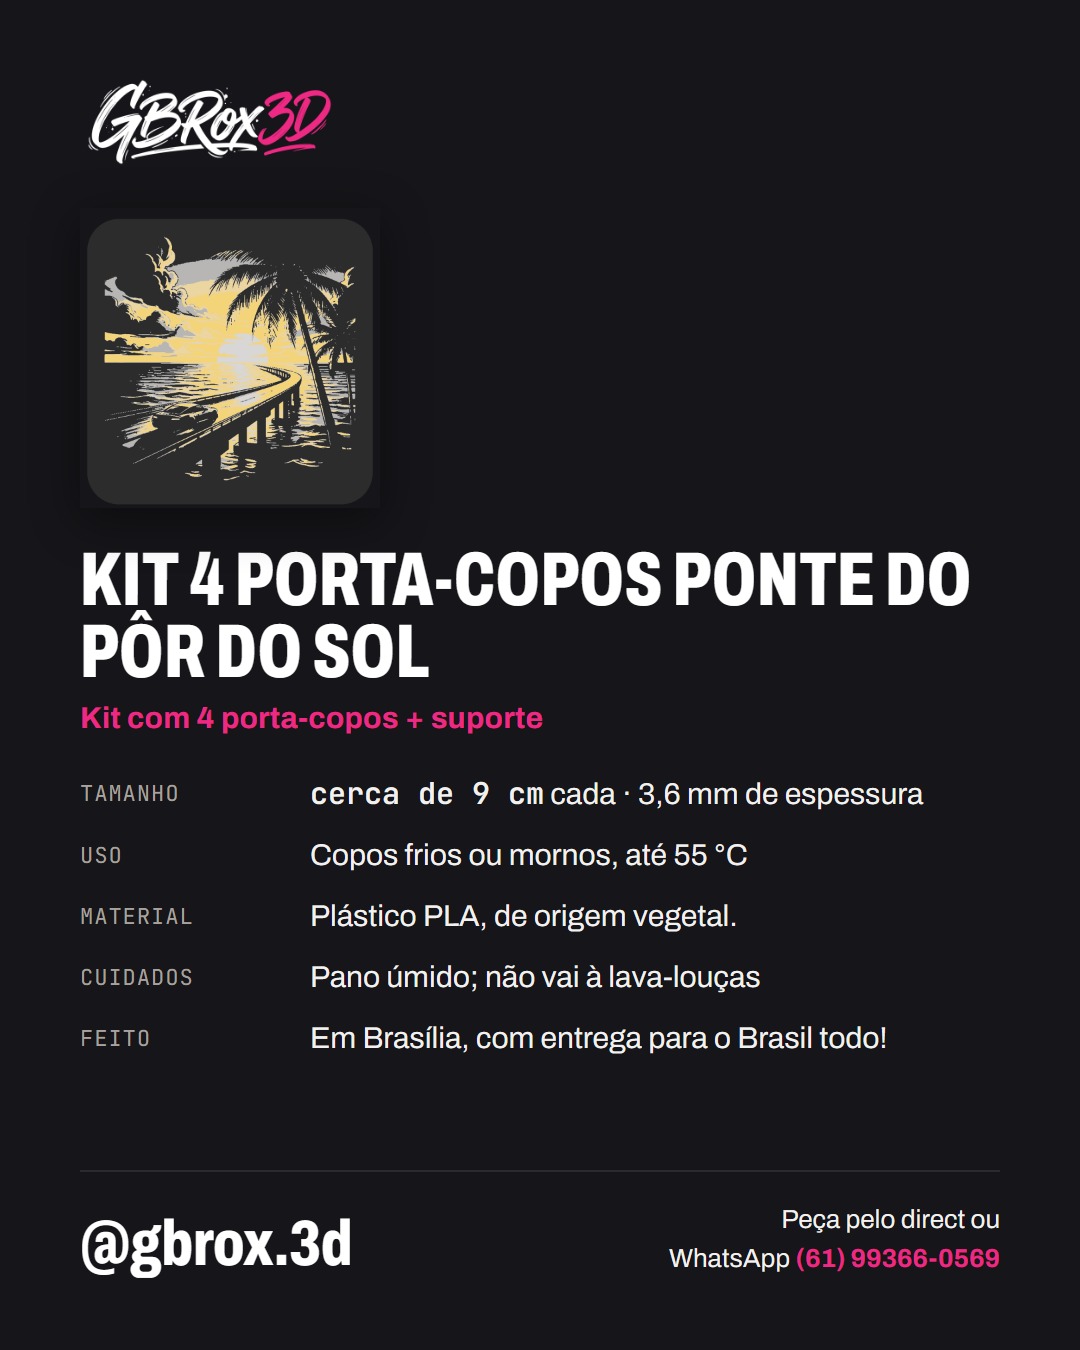 GBRox3D
KIT 4 PORTA-COPOS PONTE DO
PÔR DO SOL
Kit com 4 porta-copos + suporte
TAMANHO cerca de 9 cm cada · 3,6 mm de espessura
USO Copos frios ou mornos, até 55 °C
MATERIAL Plástico PLA, de origem vegetal.
CUIDADOS Pano úmido; não vai à lava-louças
FEITO Em Brasília, com entrega para o Brasil todo!
@gbrox.3d
Peça pelo direct ou
WhatsApp (61) 99366-0569